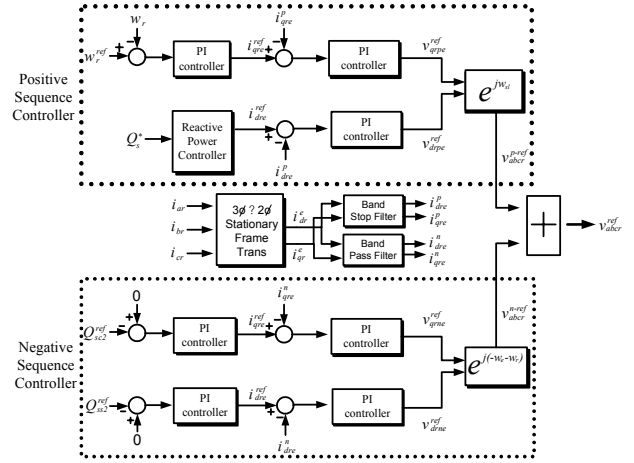 Positive
Sequence
Controller
w_r
w_r^ref
+
-
PI
controller
i_qre^ref
i_qre^p
+
-
PI
controller
v_qrpe^ref
e^jw_sl
Q_s^*
Reactive
Power
Controller
i_dre^ref
+
-
i_dre^p
PI
controller
v_drpe^ref
v_abcr^p-ref
i_ar
i_br
i_cr
3ø ? 2ø
Stationary
Frame
Trans
i_dr^e
i_qr^e
Band
Stop Filter
i_dre^p
i_qre^p
Band
Pass Filter
i_dre^n
i_qre^n
+
v_abcr^ref
Negative
Sequence
Controller
0
Q_sc2^ref
-
+
PI
controller
i_qre^ref
i_qre^n
+
-
PI
controller
v_qrne^ref
v_abcr^n-ref
e^j(-w_e-w_r)
Q_ss2^ref
-
+
0
PI
controller
i_dre^ref
+
-
i_dre^n
PI
controller
v_drne^ref